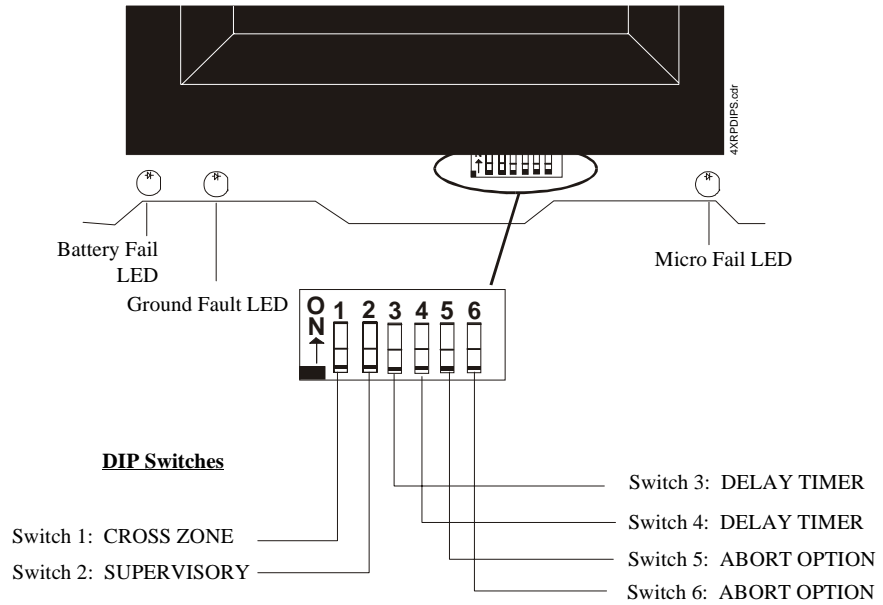 4XRPDIPS.cdr
Battery Fail
LED
Ground Fault LED
Micro Fail LED
ON
1 2 3 4 5 6
DIP Switches
Switch 1: CROSS ZONE
Switch 2: SUPERVISORY
Switch 3: DELAY TIMER
Switch 4: DELAY TIMER
Switch 5: ABORT OPTION
Switch 6: ABORT OPTION